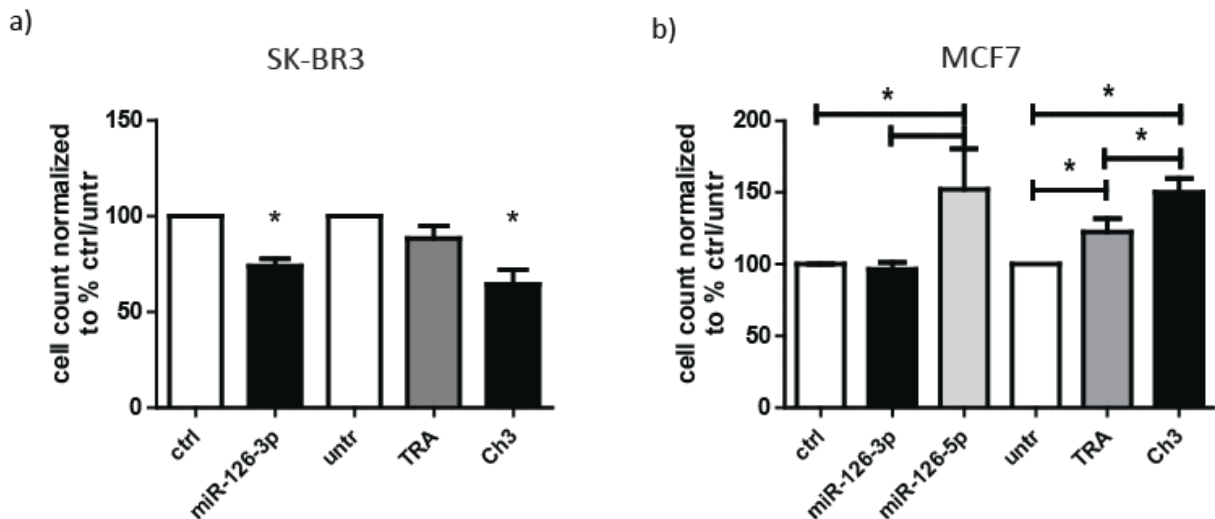 a)
SK-BR3
cell count normalized
to % ctrl/untr
150
100
50
0
*
*
ctrl
miR-126-3p
untr
TRA
Ch3
b)
MCF7
cell count normalized
to % ctrl/untr
200
150
100
50
0
*
*
*
*
ctrl
miR-126-3p
miR-126-5p
untr
TRA
Ch3